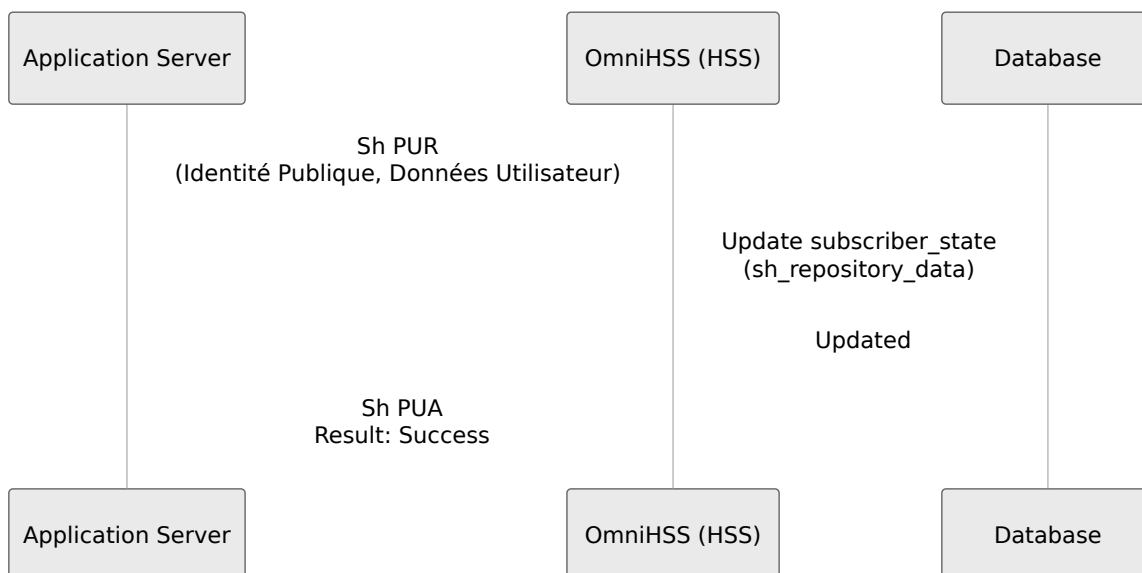 Application Server
OmniHSS (HSS)
Database
Sh PUR
(Identité Publique, Données Utilisateur)
Update subscriber_state
(sh_repository_data)
Updated
Sh PUA
Result: Success
Application Server
OmniHSS (HSS)
Database